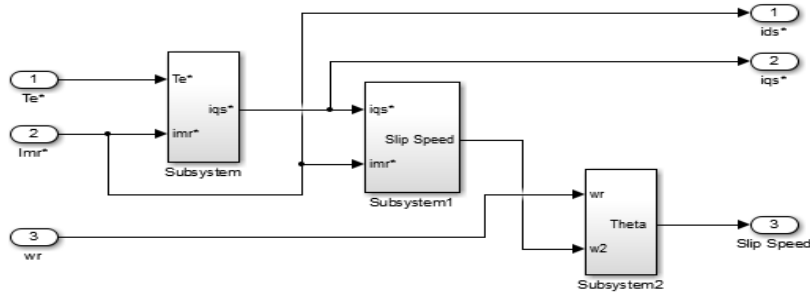 1
ids*
2
iqs*
1
Te*
Te*
iqs*
imr*
Subsystem
2
Imr*
iqs*
Slip Speed
imr*
Subsystem1
3
wr
wr
Theta
w2
Subsystem2
3
Slip Speed